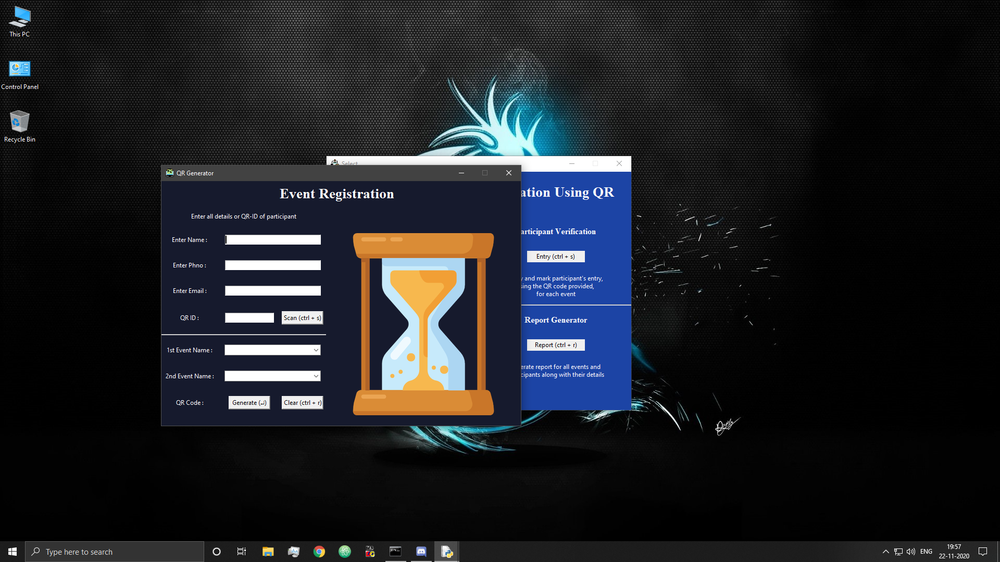 This PC
Control Panel
Recycle Bin
Select
QR Generator
Event Registration
Enter all details or QR-ID of participant
Enter Name :
Enter Phno :
Enter Email :
QR ID :
Scan (ctrl + s)
1st Event Name :
2nd Event Name :
QR Code :
Generate (↵)
Clear (ctrl + r)
ation Using QR
articipant Verification
Entry (ctrl + s)
y and mark participant's entry,
ing the QR code provided,
for each event
Report Generator
Report (ctrl + r)
erate report for all events and
cipants along with their details
Type here to search
ENG
19:57
22-11-2020